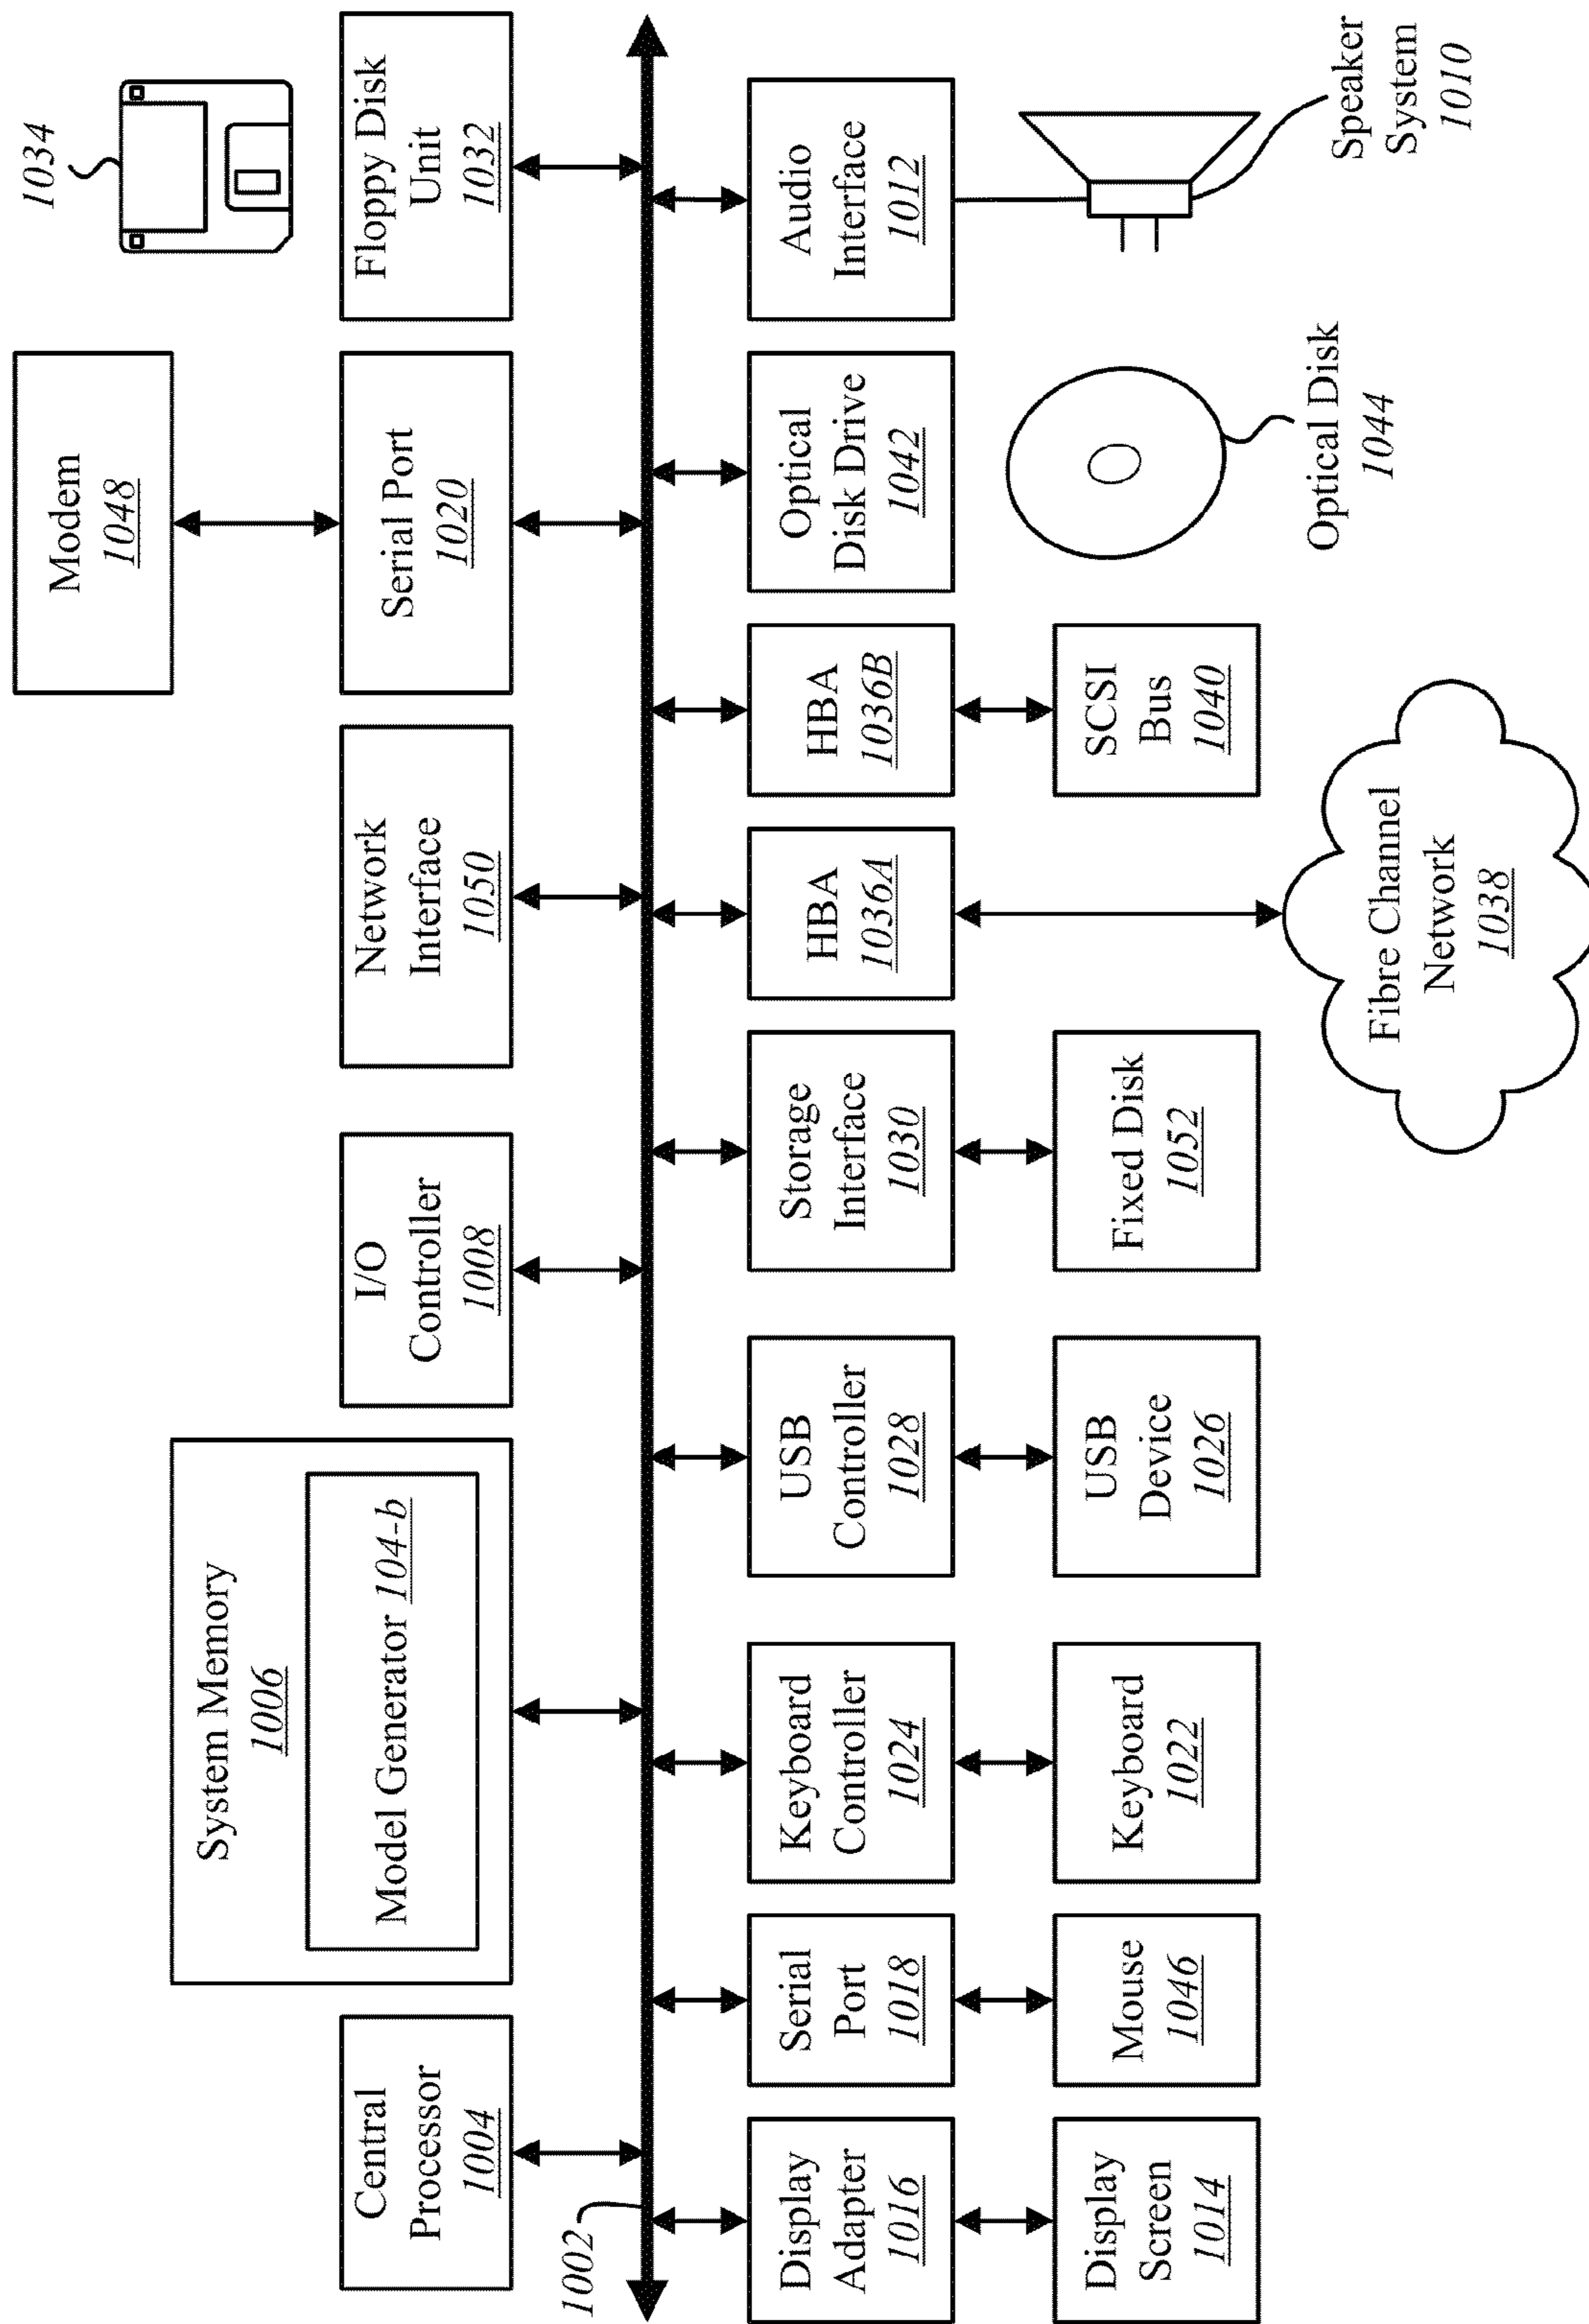 Central
Processor
1004
System Memory
1006
Model Generator 104-b
I/O
Controller
1008
Network
Interface
1050
Modem
1048
Serial Port
1020
1034
Floppy Disk
Unit
1032
1002
Display
Adapter
1016
Serial
Port
1018
Keyboard
Controller
1024
USB
Controller
1028
Storage
Interface
1030
HBA
1036A
HBA
1036B
Optical
Disk Drive
1042
Audio
Interface
1012
Display
Screen
1014
Mouse
1046
Keyboard
1022
USB
Device
1026
Fixed Disk
1052
Fibre Channel
Network
1038
SCSI
Bus
1040
Optical Disk
1044
Speaker
System
1010